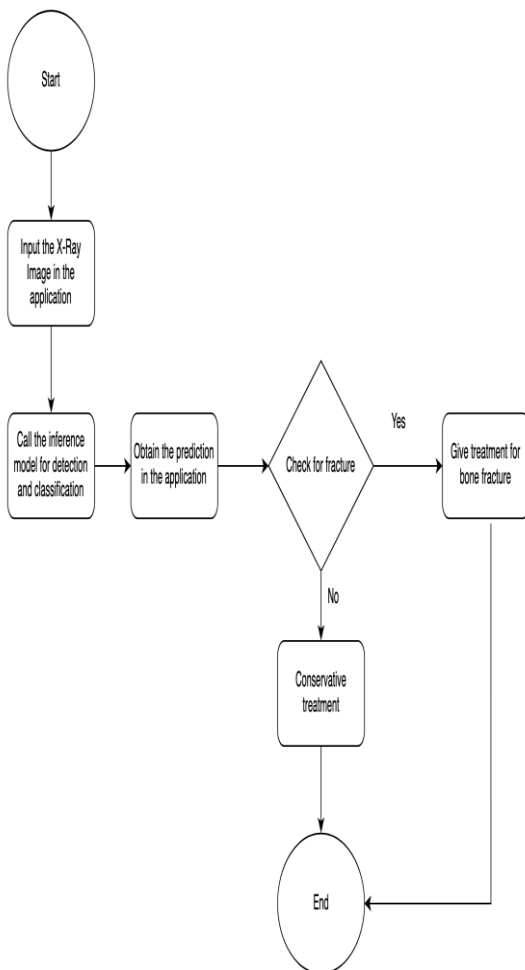 Start
Input the X-Ray
Image in the
application
Call the inference
model for detection
and classification
Obtain the prediction
in the application
Check for fracture
Yes
Give treatment for
bone fracture
No
Conservative
treatment
End